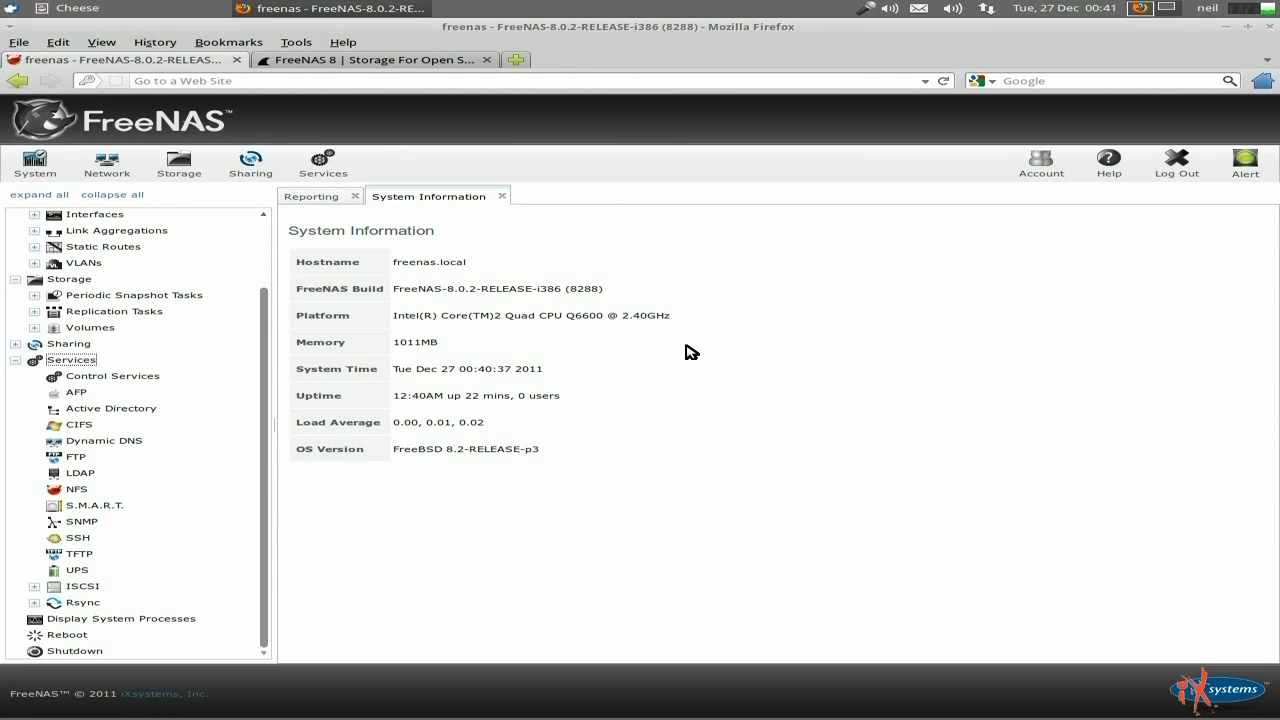 Cheese
freenas - FreeNAS-8.0.2-RE...
Tue, 27 Dec 00:41
neil
freenas - FreeNAS-8.0.2-RELEASE-i386 (8288) - Mozilla Firefox
File Edit View History Bookmarks Tools Help
freenas - FreeNAS-8.0.2-RELEAS...
FreeNAS 8 | Storage For Open S...
Go to a Web Site
Google
FreeNAS™
System Network Storage Sharing Services
Account Help Log Out Alert
expand all collapse all
Interfaces
Link Aggregations
Static Routes
VLANs
Storage
Periodic Snapshot Tasks
Replication Tasks
Volumes
Sharing
Services
Control Services
AFP
Active Directory
CIFS
Dynamic DNS
FTP
LDAP
NFS
S.M.A.R.T.
SNMP
SSH
TFTP
UPS
ISCSI
Rsync
Display System Processes
Reboot
Shutdown
Reporting
System Information
System Information
Hostname freenas.local
FreeNAS Build FreeNAS-8.0.2-RELEASE-i386 (8288)
Platform Intel(R) Core(TM)2 Quad CPU Q6600 @ 2.40GHz
Memory 1011MB
System Time Tue Dec 27 00:40:37 2011
Uptime 12:40AM up 22 mins, 0 users
Load Average 0.00, 0.01, 0.02
OS Version FreeBSD 8.2-RELEASE-p3
FreeNAS™ © 2011 iXsystems, Inc.
iXsystems™